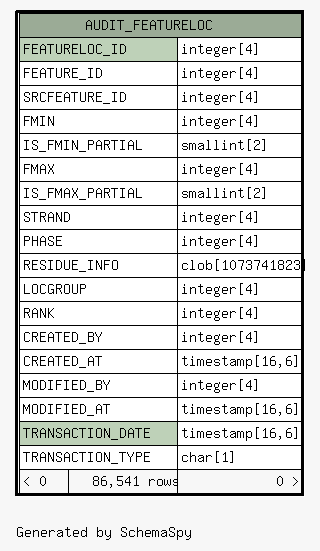 AUDIT_FEATURELOC
FEATURELOC_ID integer[4]
FEATURE_ID integer[4]
SRCFEATURE_ID integer[4]
FMIN integer[4]
IS_FMIN_PARTIAL smallint[2]
FMAX integer[4]
IS_FMAX_PARTIAL smallint[2]
STRAND integer[4]
PHASE integer[4]
RESIDUE_INFO clob[1073741823]
LOCGROUP integer[4]
RANK integer[4]
CREATED_BY integer[4]
CREATED_AT timestamp[16,6]
MODIFIED_BY integer[4]
MODIFIED_AT timestamp[16,6]
TRANSACTION_DATE timestamp[16,6]
TRANSACTION_TYPE char[1]
< 0 86,541 rows 0 >
Generated by SchemaSpy